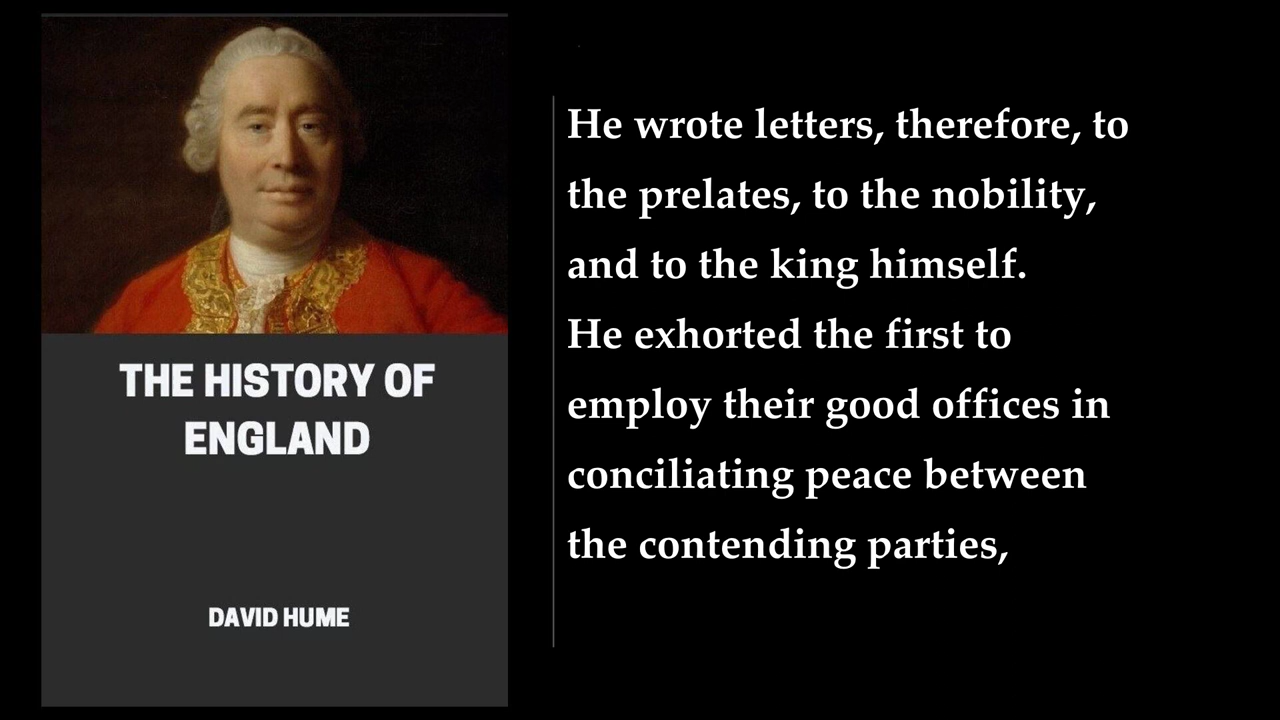 THE HISTORY OF
ENGLAND
DAVID HUME
He wrote letters, therefore, to
the prelates, to the nobility,
and to the king himself.
He exhorted the first to
employ their good offices in
conciliating peace between
the contending parties,